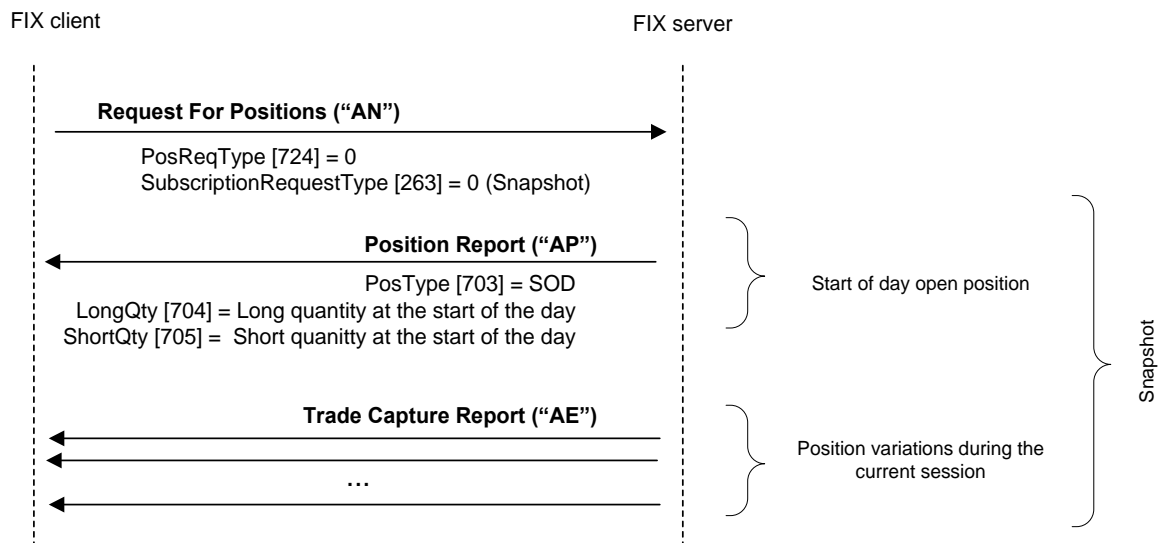 FIX client
FIX server
Request For Positions (“AN”)
PosReqType [724] = 0
SubscriptionRequestType [263] = 0 (Snapshot)
Position Report (“AP”)
PosType [703] = SOD
LongQty [704] = Long quantity at the start of the day
ShortQty [705] =  Short quanitty at the start of the day
Start of day open position
Snapshot
Trade Capture Report (“AE”)
...
Position variations during the
current session